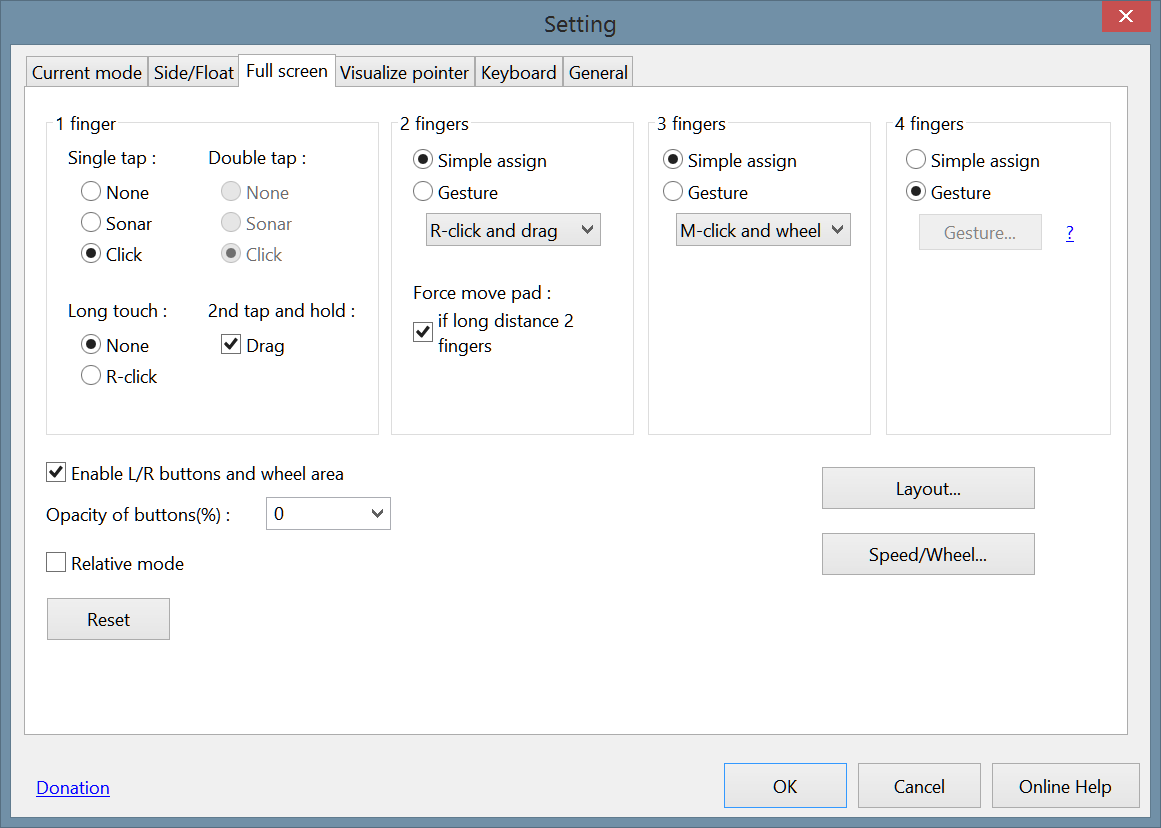 Setting
Current mode
Side/Float
Full screen
Visualize pointer
Keyboard
General
1 finger
Single tap :
None
Sonar
Click
Double tap :
None
Sonar
Click
Long touch :
None
R-click
2nd tap and hold :
Drag
2 fingers
Simple assign
Gesture
R-click and drag
Force move pad :
if long distance 2
fingers
3 fingers
Simple assign
Gesture
M-click and wheel
4 fingers
Simple assign
Gesture
Gesture...
?
Enable L/R buttons and wheel area
Opacity of buttons(%) :
0
Relative mode
Reset
Layout...
Speed/Wheel...
Donation
OK
Cancel
Online Help